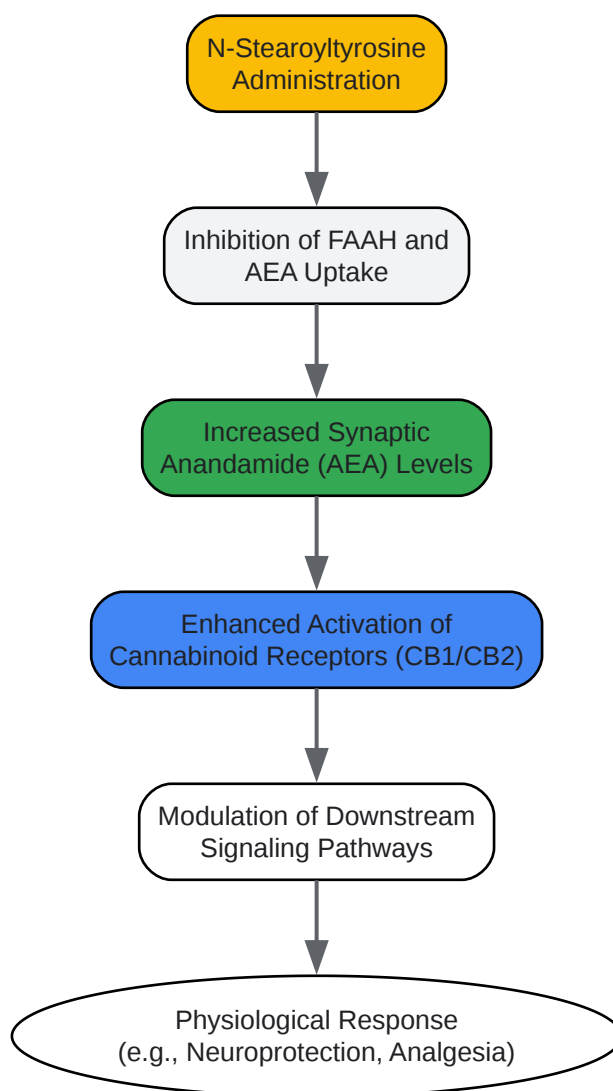 N-Stearoyltyrosine
Administration
Inhibition of FAAH and
AEA Uptake
Increased Synaptic
Anandamide (AEA) Levels
Enhanced Activation of
Cannabinoid Receptors (CB1/CB2)
Modulation of Downstream
Signaling Pathways
Physiological Response
(e.g., Neuroprotection, Analgesia)